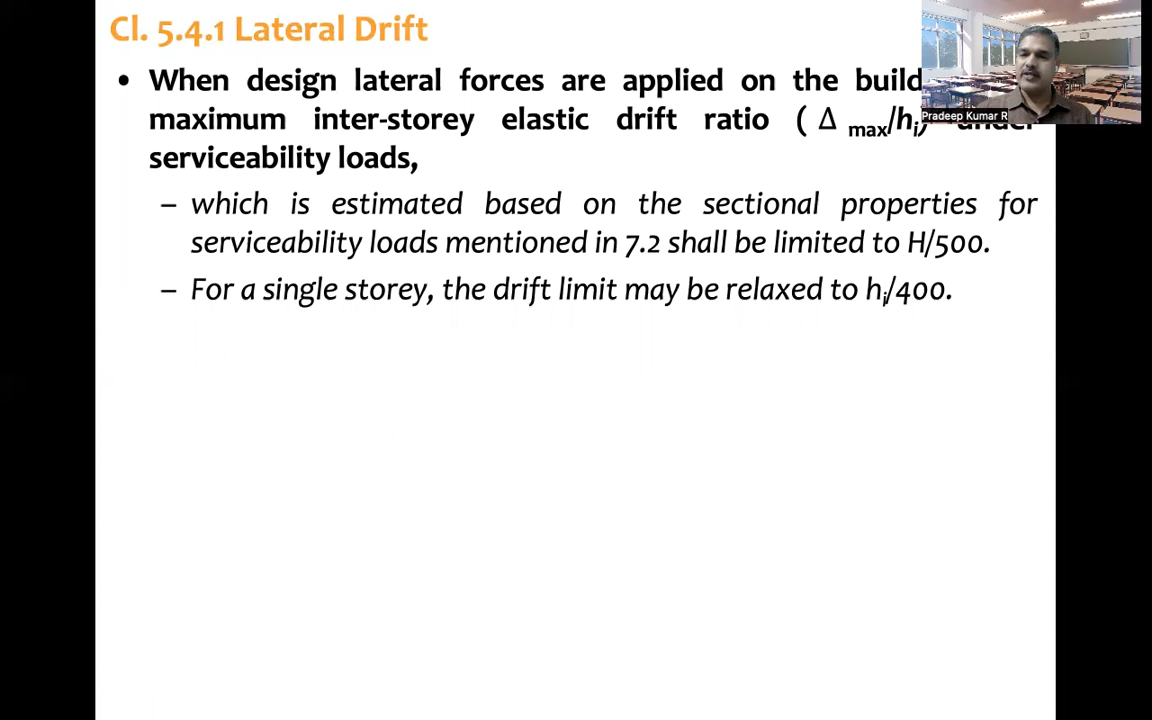 Cl. 5.4.1 Lateral Drift
• When design lateral forces are applied on the build
maximum inter-storey elastic drift ratio ( Δ max/hi) under
serviceability loads,
– which is estimated based on the sectional properties for
serviceability loads mentioned in 7.2 shall be limited to H/500.
– For a single storey, the drift limit may be relaxed to hi/400.
Pradeep Kumar R